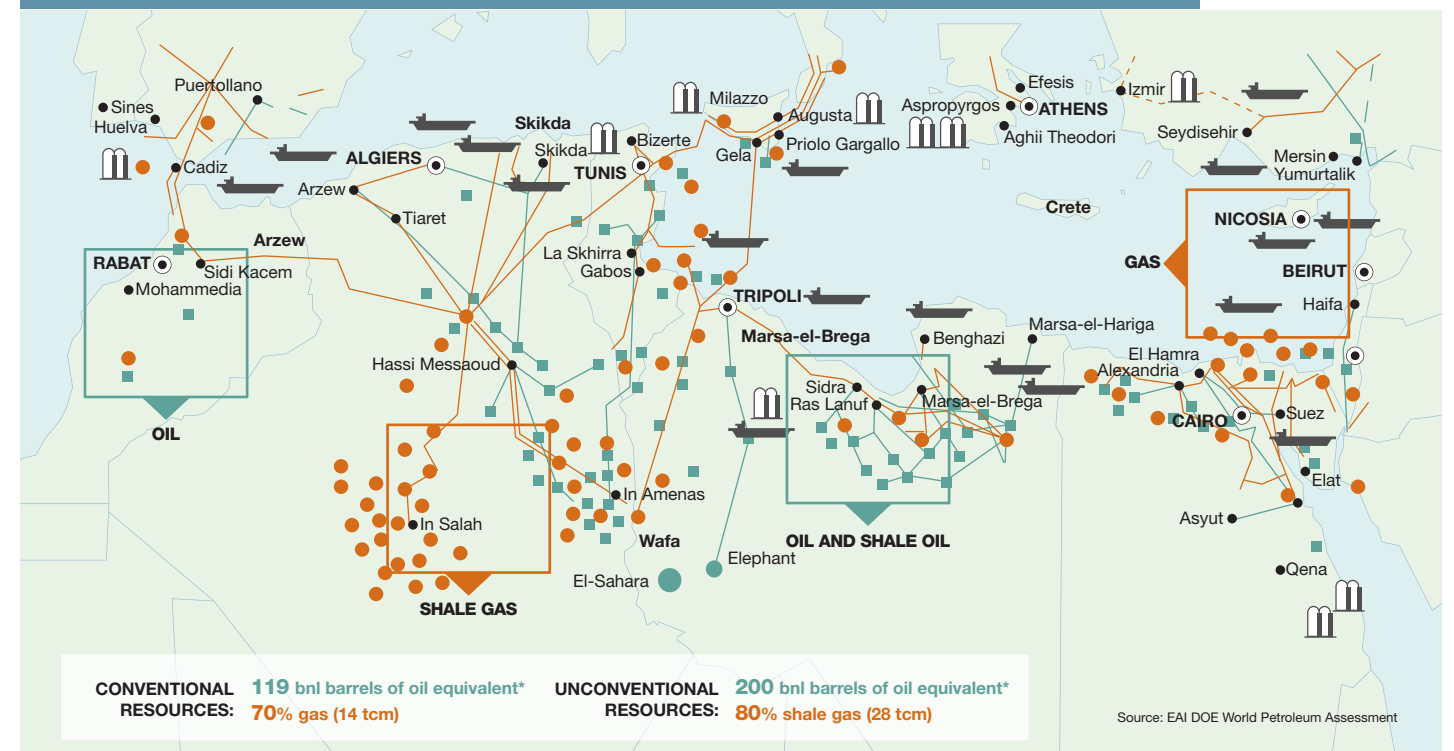 Puertollano
Sines
Huelva
Cadiz
Skikda
ALGIERS
Skikda
Arzew
Tiaret
Arzew
RABAT
Sidi Kacem
Mohammedia
OIL
Bizerte
TUNIS
Milazzo
Augusta
Priolo Gargallo
Gela
La Skhirra
Gabos
Efesis
Aspropyrgos
ATHENS
Aghii Theodori
Izmir
Seydisehir
Mersin
Yumurtalik
Crete
NICOSIA
GAS
BEIRUT
Haifa
TRIPOLI
Marsa-el-Brega
Benghazi
Marsa-el-Hariga
El Hamra
Alexandria
Hassi Messaoud
Sidra
Ras Lanuf
Marsa-el-Brega
CAIRO
Suez
Elat
Asyut
Qena
In Amenas
In Salah
Wafa
OIL AND SHALE OIL
Elephant
El-Sahara
SHALE GAS
CONVENTIONAL
RESOURCES:
119 bnl barrels of oil equivalent*
70% gas (14 tcm)
UNCONVENTIONAL
RESOURCES:
200 bnl barrels of oil equivalent*
80% shale gas (28 tcm)
Source: EAI DOE World Petroleum Assessment